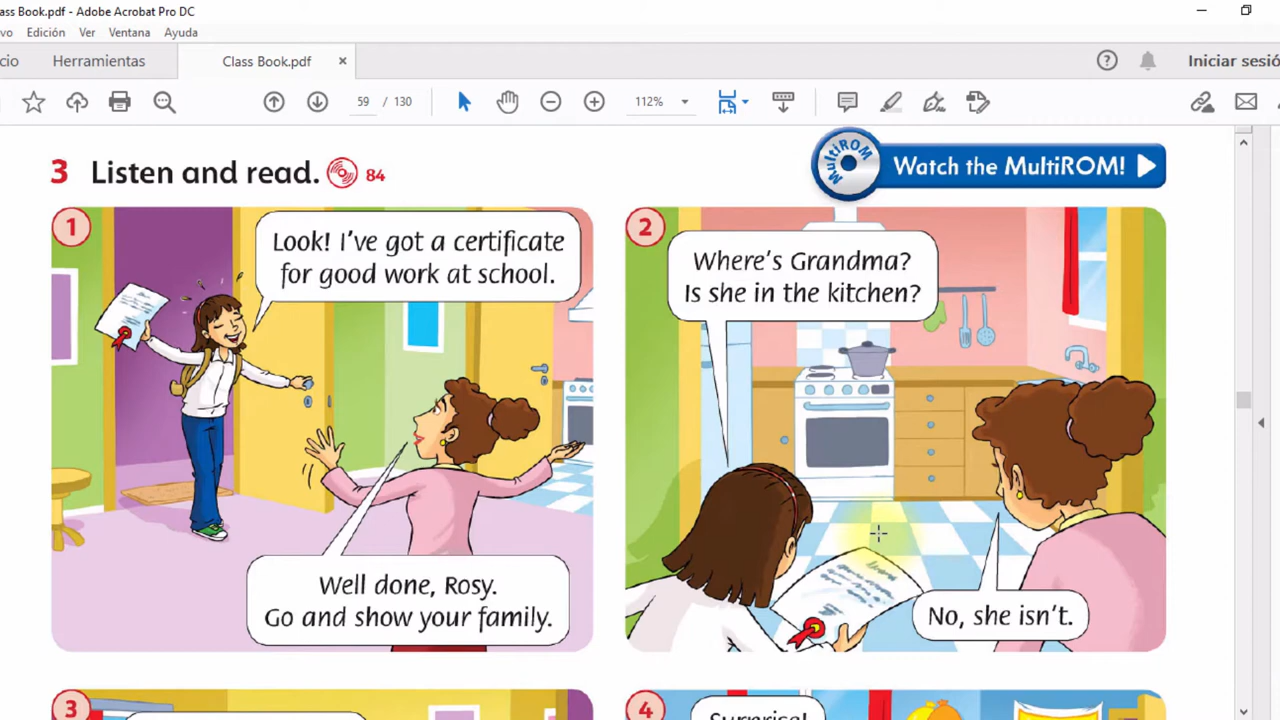 lass Book.pdf - Adobe Acrobat Pro DC
vo Edición Ver Ventana Ayuda
cio Herramientas Class Book.pdf × Iniciar sesió
59 / 130 112%
3 Listen and read. 84
MultiROM Watch the MultiROM!
1
Look! I've got a certificate
for good work at school.
Well done, Rosy.
Go and show your family.
2
Where's Grandma?
Is she in the kitchen?
No, she isn't.
3
4
Surprise!